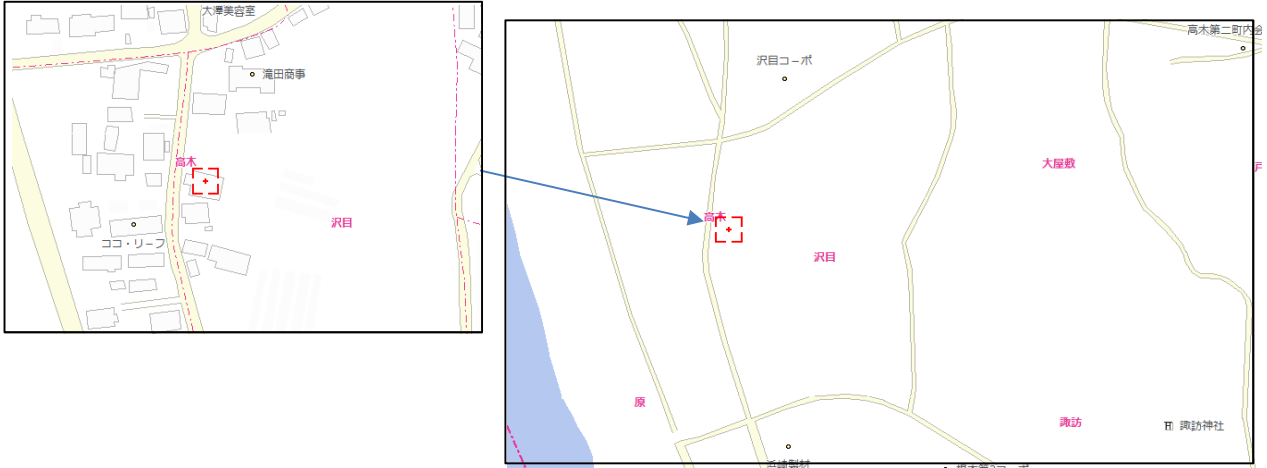 大澤美容室
滝田商事
高木
沢目
ココ・リーフ
高木第二町内会
沢目コーポ
大屋敷
高木
沢目
原
諏訪
諏訪神社